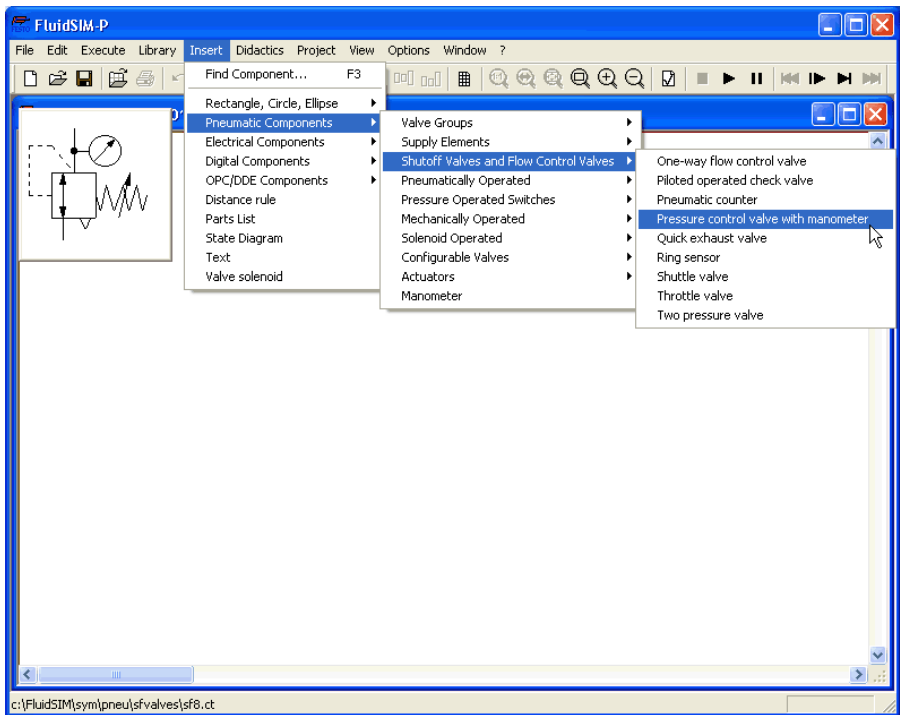 FluidSIM-P
File Edit Execute Library Insert Didactics Project View Options Window ?
Find Component... F3
Rectangle, Circle, Ellipse
Pneumatic Components
Electrical Components
Digital Components
OPC/DDE Components
Distance rule
Parts List
State Diagram
Text
Valve solenoid
Valve Groups
Supply Elements
Shutoff Valves and Flow Control Valves
Pneumatically Operated
Pressure Operated Switches
Mechanically Operated
Solenoid Operated
Configurable Valves
Actuators
Manometer
One-way flow control valve
Piloted operated check valve
Pneumatic counter
Pressure control valve with manometer
Quick exhaust valve
Ring sensor
Shuttle valve
Throttle valve
Two pressure valve
c:\FluidSIM\sym\pneu\sfvalves\sf8.ct